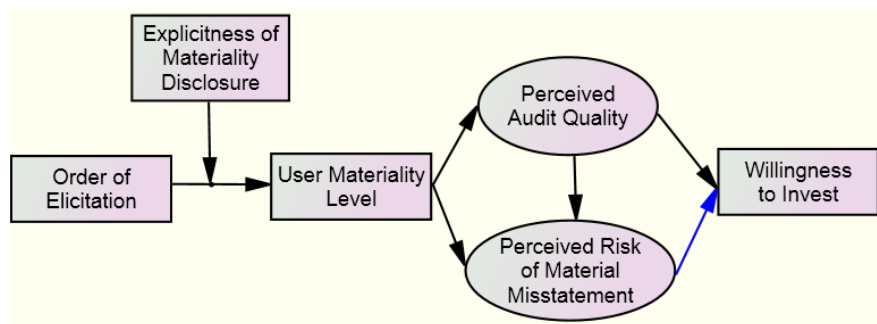 Explicitness of
Materiality
Disclosure
Order of
Elicitation
User Materiality
Level
Perceived
Audit Quality
Perceived Risk
of Material
Misstatement
Willingness
to Invest